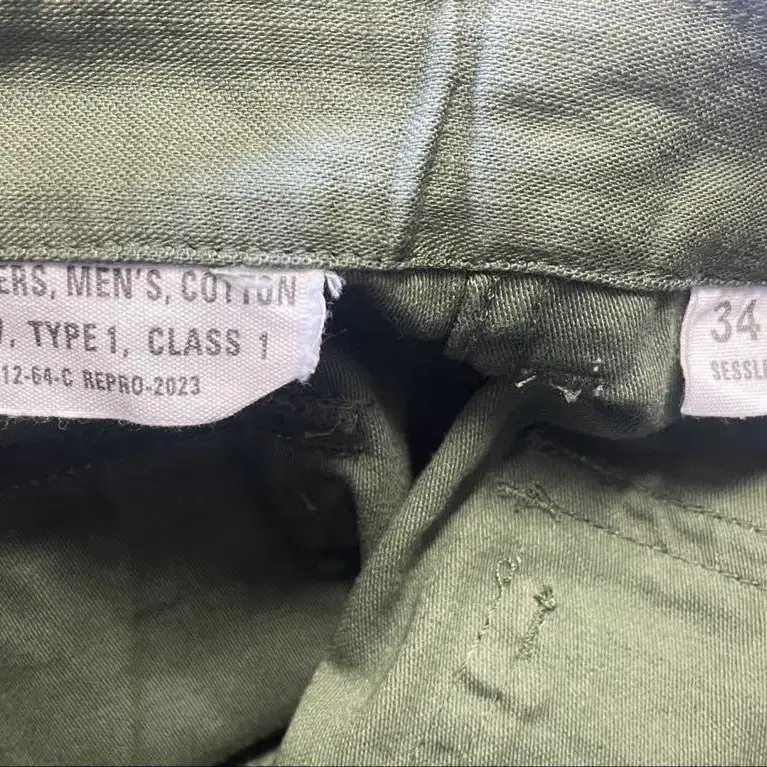 ERS, MEN'S, COTTON
, TYPE 1, CLASS 1
12-64-C REPRO-2023
34
SESSL